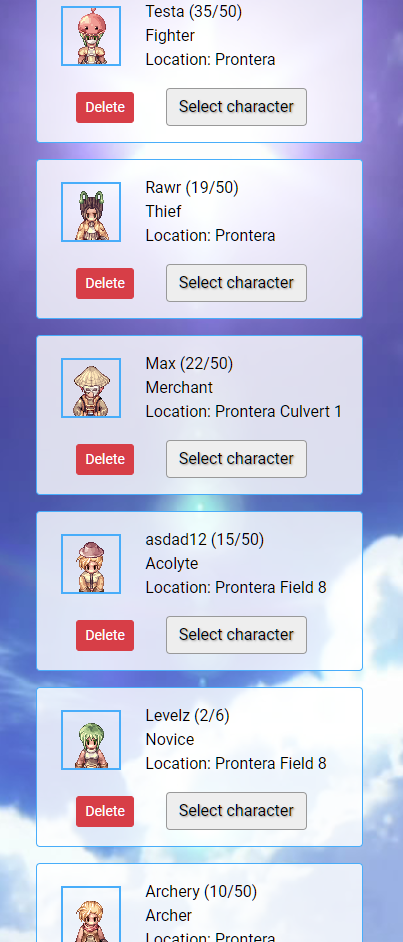 Testa (35/50)
Fighter
Location: Prontera
Delete
Select character
Rawr (19/50)
Thief
Location: Prontera
Delete
Select character
Max (22/50)
Merchant
Location: Prontera Culvert 1
Delete
Select character
asdad12 (15/50)
Acolyte
Location: Prontera Field 8
Delete
Select character
Levelz (2/6)
Novice
Location: Prontera Field 8
Delete
Select character
Archery (10/50)
Archer
Location: Prontera